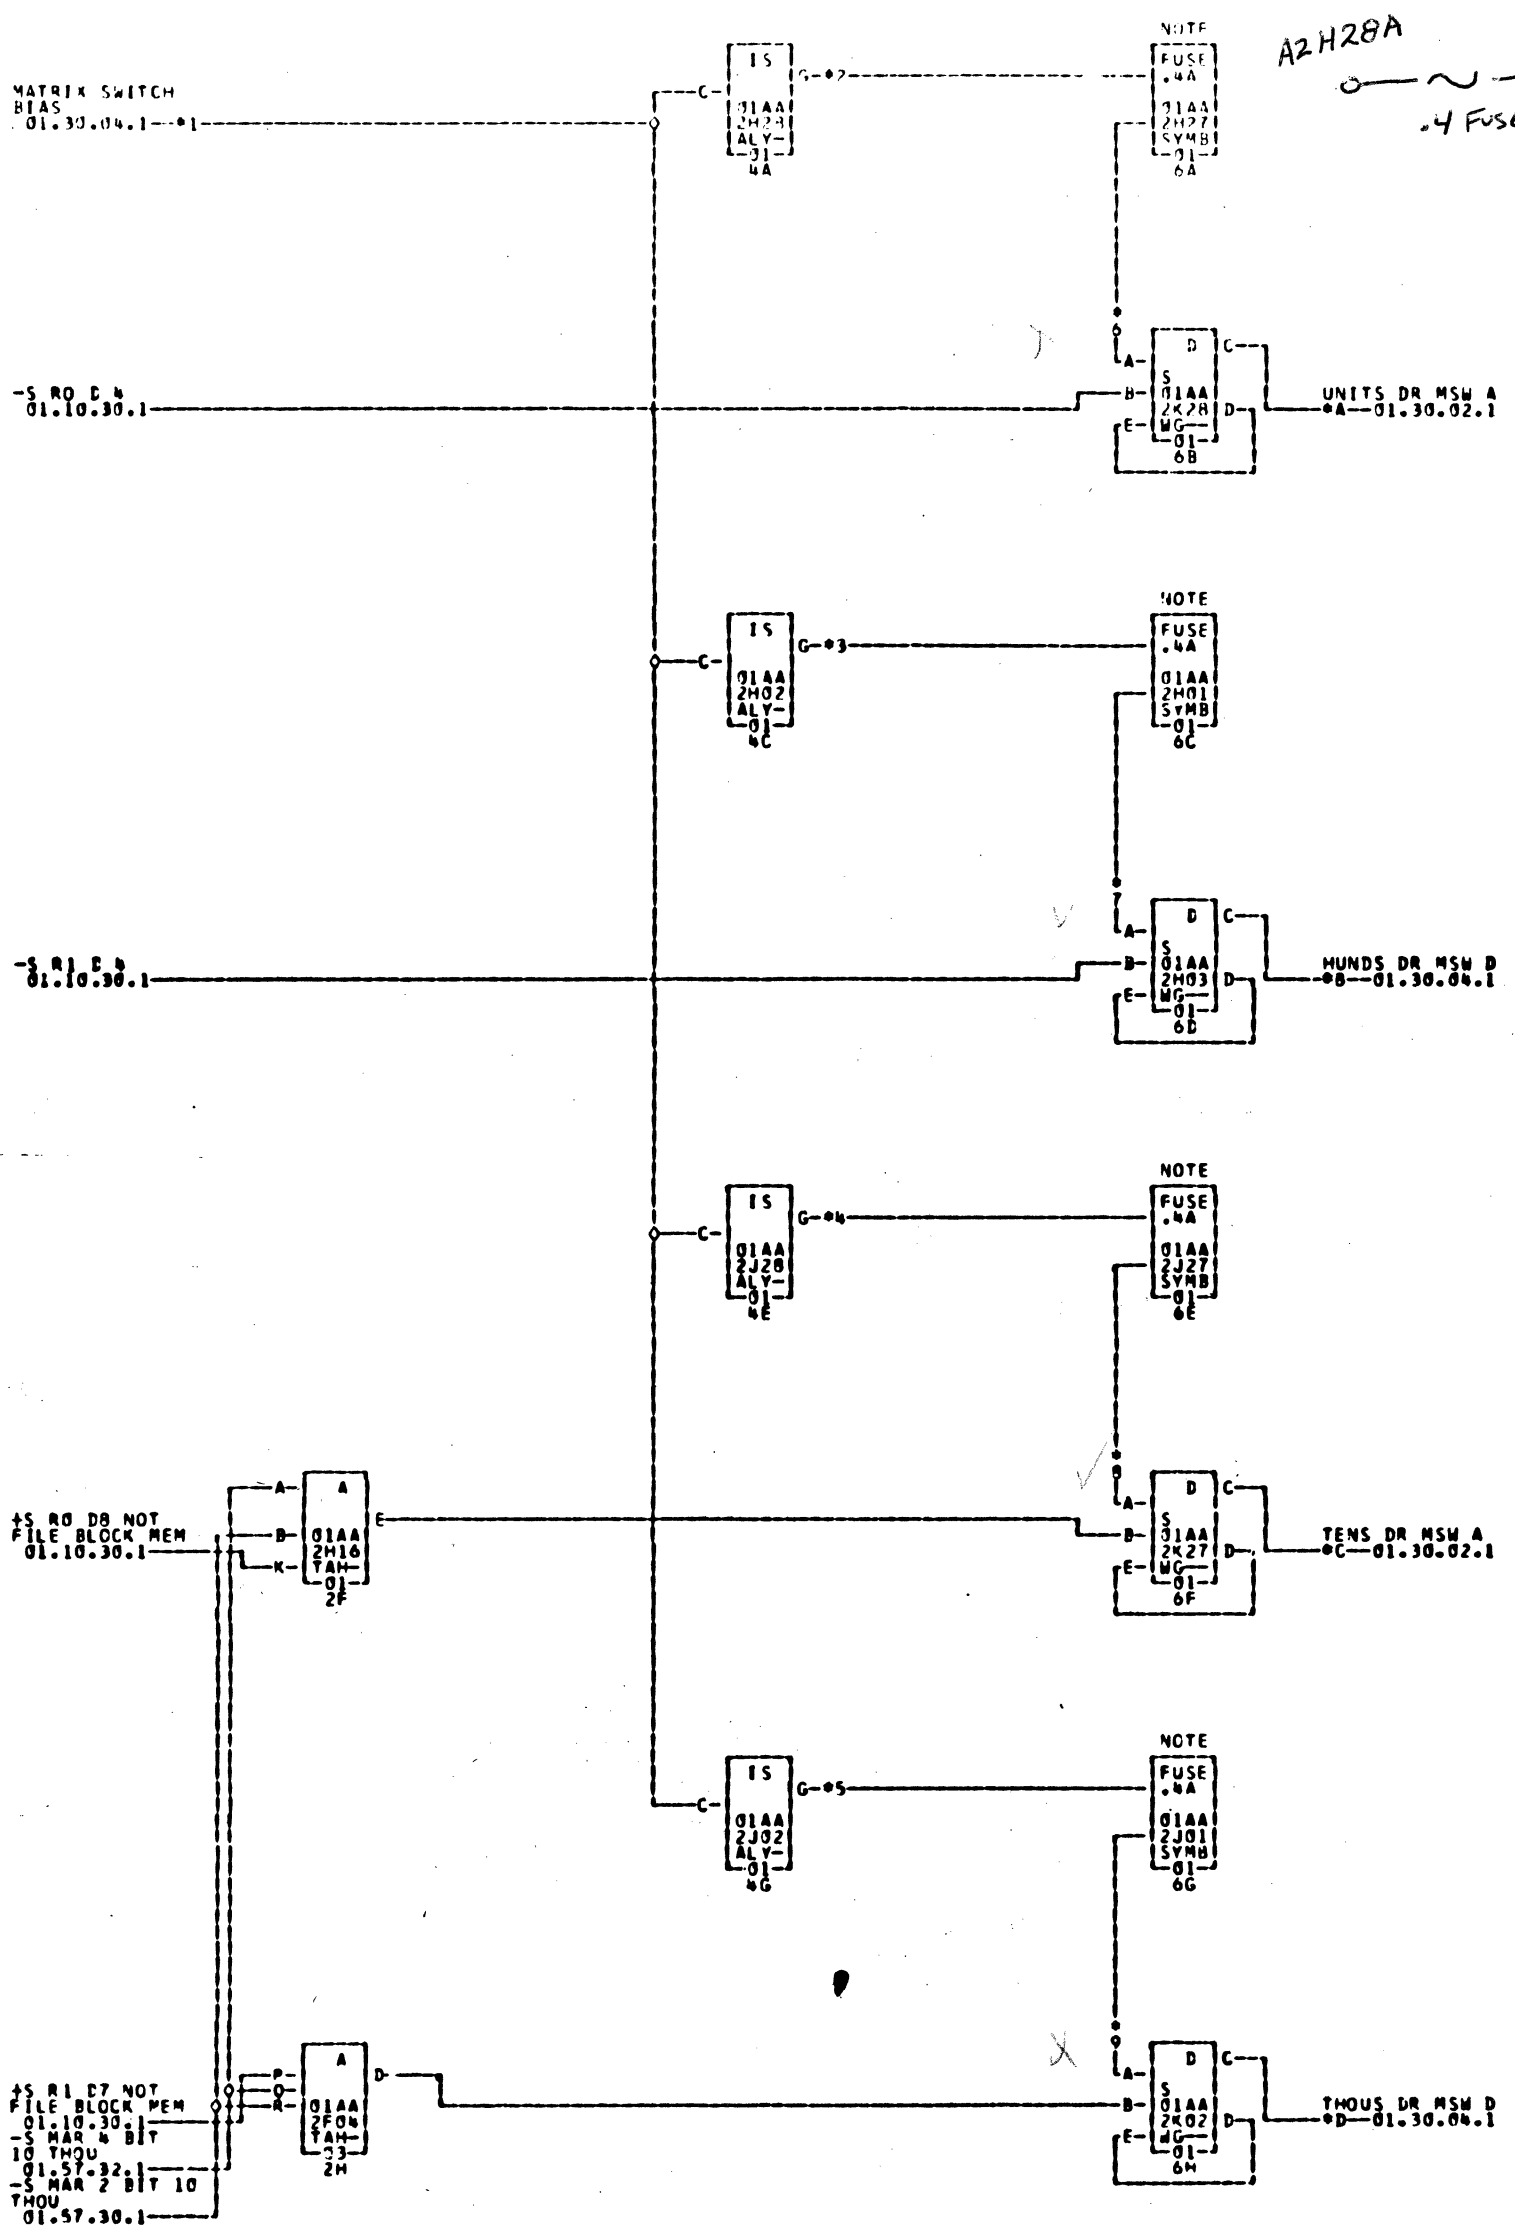 NOTE
A2H28A
.4 FUSE
MATRIX SWITCH
BIAS
01.30.04.1--*1
C
IS
01AA
2H28
ALY-
01
4A
G-*2
FUSE
.4A
01AA
2H27
SYMB
01
6A
*6
-S R0 D 4
01.10.30.1
A
B
E
D
S
01AA
2K28
WG
01
6B
C
D
UNITS DR MSW A
*A--01.30.02.1
C
IS
01AA
2H02
ALY-
01
4C
G-*3
NOTE
FUSE
.4A
01AA
2H01
SYMB
01
6C
*7
-S R1 D 4
01.10.30.1
A
B
E
D
S
01AA
2H03
WG
01
6D
C
D
HUNDS DR MSW D
*B--01.30.04.1
C
IS
01AA
2J28
ALY-
01
4E
G-*4
NOTE
FUSE
.4A
01AA
2J27
SYMB
01
6E
*8
+S R0 D8 NOT
FILE BLOCK MEM
01.10.30.1
A
B
K
A
01AA
2H16
TAH-
01
2F
E
A
B
E
D
S
01AA
2K27
WG
01
6F
C
D
TENS DR MSW A
*C--01.30.02.1
C
IS
01AA
2J02
ALY-
01
4G
G-*5
NOTE
FUSE
.4A
01AA
2J01
SYMB
01
6G
*9
+S R1 D7 NOT
FILE BLOCK MEM
01.10.30.1
-S MAR 4 BIT
10 THOU
01.57.32.1
-S MAR 2 BIT 10
THOU
01.57.30.1
P
Q
R
A
01AA
2F04
TAH-
03
2H
D
A
B
E
D
S
01AA
2K02
WG
01
6H
C
D
THOUS DR MSW D
*D--01.30.04.1